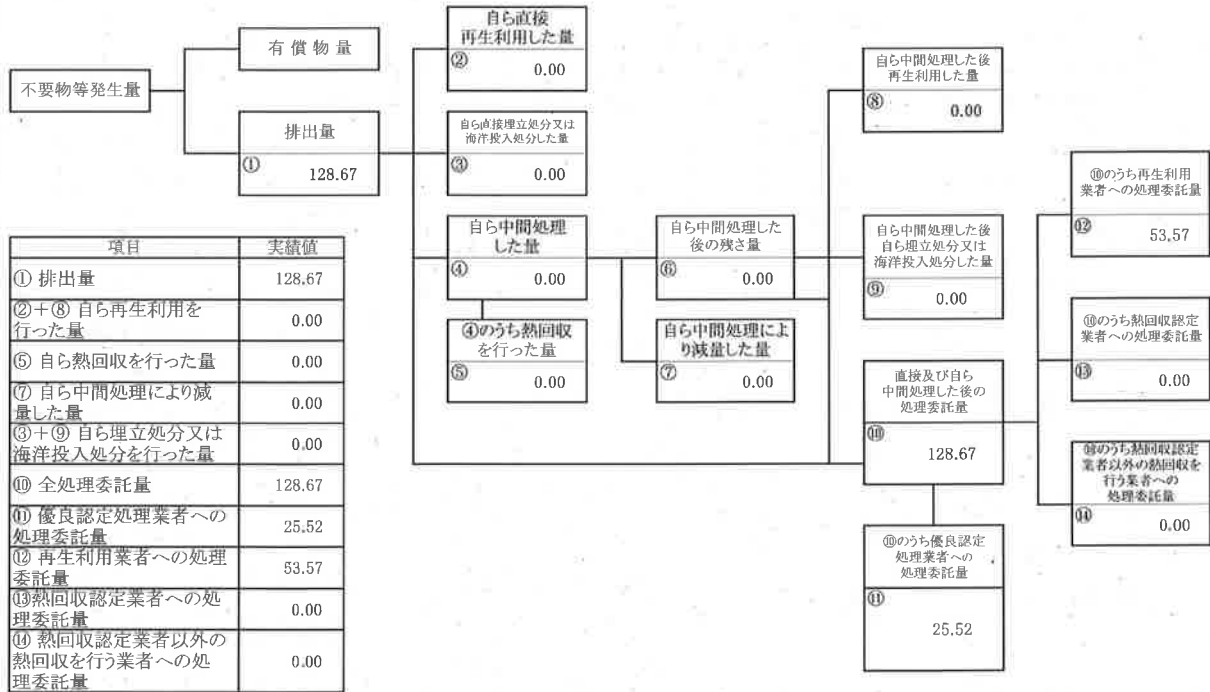 不要物等発生量
有償物量
排出量
①
128.67
自ら直接
再生利用した量
②
0.00
自ら直接埋立処分又は
海洋投入処分した量
③
0.00
自ら中間処理
した量
④
0.00
④のうち熱回収
を行った量
⑤
0.00
自ら中間処理した
後の残さ量
⑥
0.00
自ら中間処理によ
り減量した量
⑦
0.00
自ら中間処理した後
再生利用した量
⑧
0.00
自ら中間処理した後
自ら埋立処分又は
海洋投入処分した量
⑨
0.00
直接及び自ら
中間処理した後の
処理委託量
⑩
128.67
⑩のうち優良認定
処理業者への
処理委託量
⑪
25.52
⑩のうち再生利用
業者への処理委託量
⑫
53.57
⑩のうち熱回収認定
業者への処理委託量
⑬
0.00
⑩のうち熱回収認定
業者以外の熱回収を
行う業者への
処理委託量
⑭
0.00
項目 実績値
① 排出量 128.67
②+⑧ 自ら再生利用を
行った量 0.00
⑤ 自ら熱回収を行った量 0.00
⑦ 自ら中間処理により減
量した量 0.00
③+⑨ 自ら埋立処分又は
海洋投入処分を行った量 0.00
⑩ 全処理委託量 128.67
⑪ 優良認定処理業者への
処理委託量 25.52
⑫ 再生利用業者への処理
委託量 53.57
⑬熱回収認定業者への処
理委託量 0.00
⑭ 熱回収認定業者以外の
熱回収を行う業者への処
理委託量 0.00